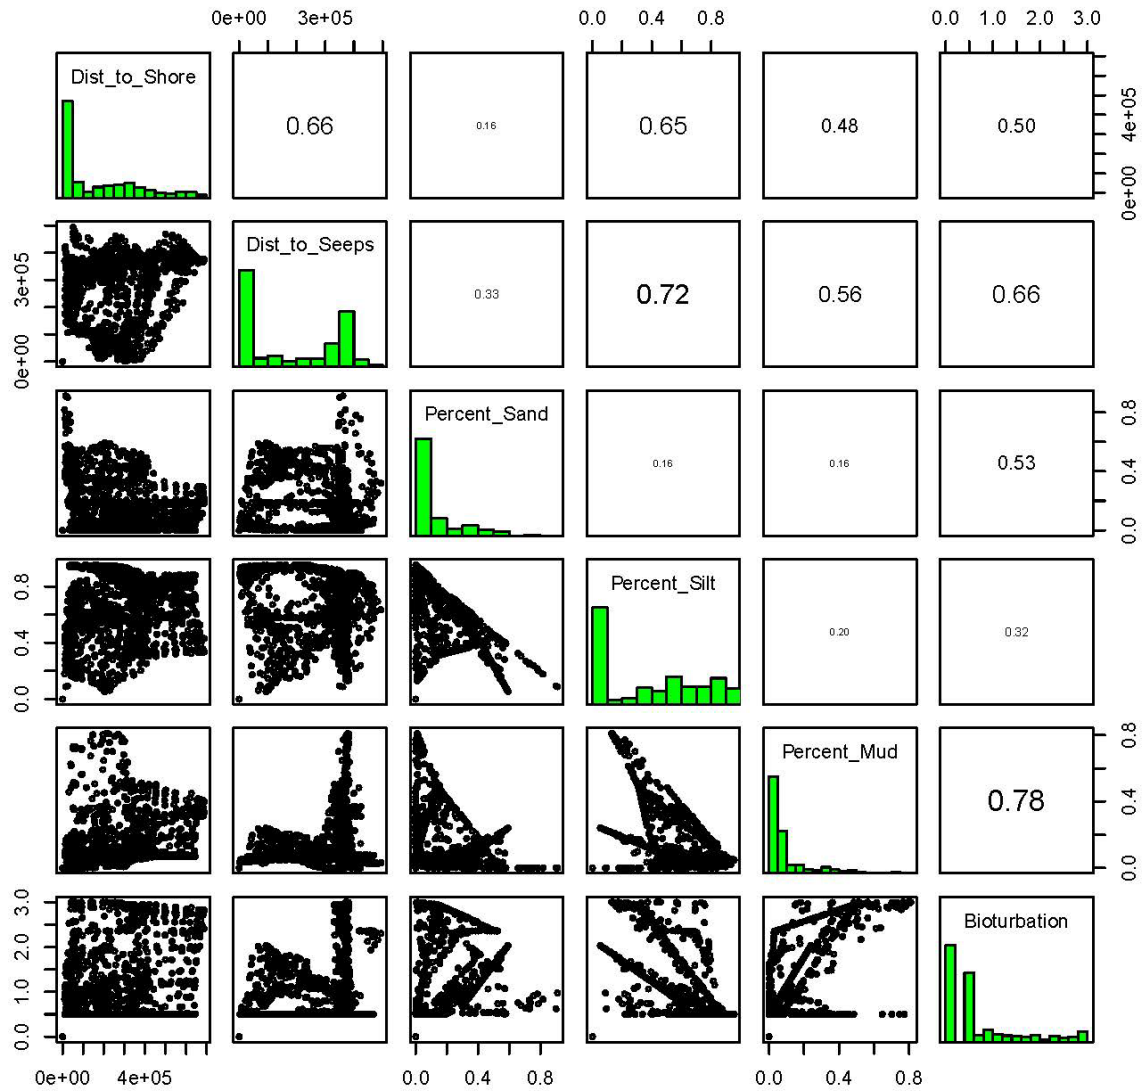 0e+00 3e+05 0.0 0.4 0.8 0.0 1.0 2.0 3.0
Dist_to_Shore 0.66 0.16 0.65 0.48 0.50 0e+00 4e+05
0e+00 3e+05 Dist_to_Seeps 0.33 0.72 0.56 0.66
Percent_Sand 0.16 0.16 0.53 0.0 0.4 0.8
0.0 0.4 0.8 Percent_Silt 0.20 0.32
Percent_Mud 0.78 0.0 0.4 0.8
0.0 1.0 2.0 3.0 Bioturbation
0e+00 4e+05 0.0 0.4 0.8 0.0 0.4 0.8